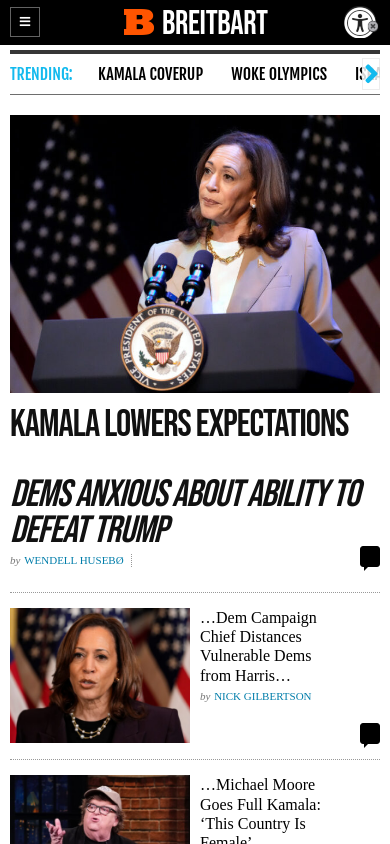 BREITBART
TRENDING:
KAMALA COVERUP
WOKE OLYMPICS
PRESIDENT OF THE
UNITED STATES
KAMALA LOWERS EXPECTATIONS
DEMS ANXIOUS ABOUT ABILITY TO
DEFEAT TRUMP
by WENDELL HUSEBØ
…Dem Campaign
Chief Distances
Vulnerable Dems
from Harris…
by NICK GILBERTSON
…Michael Moore
Goes Full Kamala:
‘This Country Is
Female’